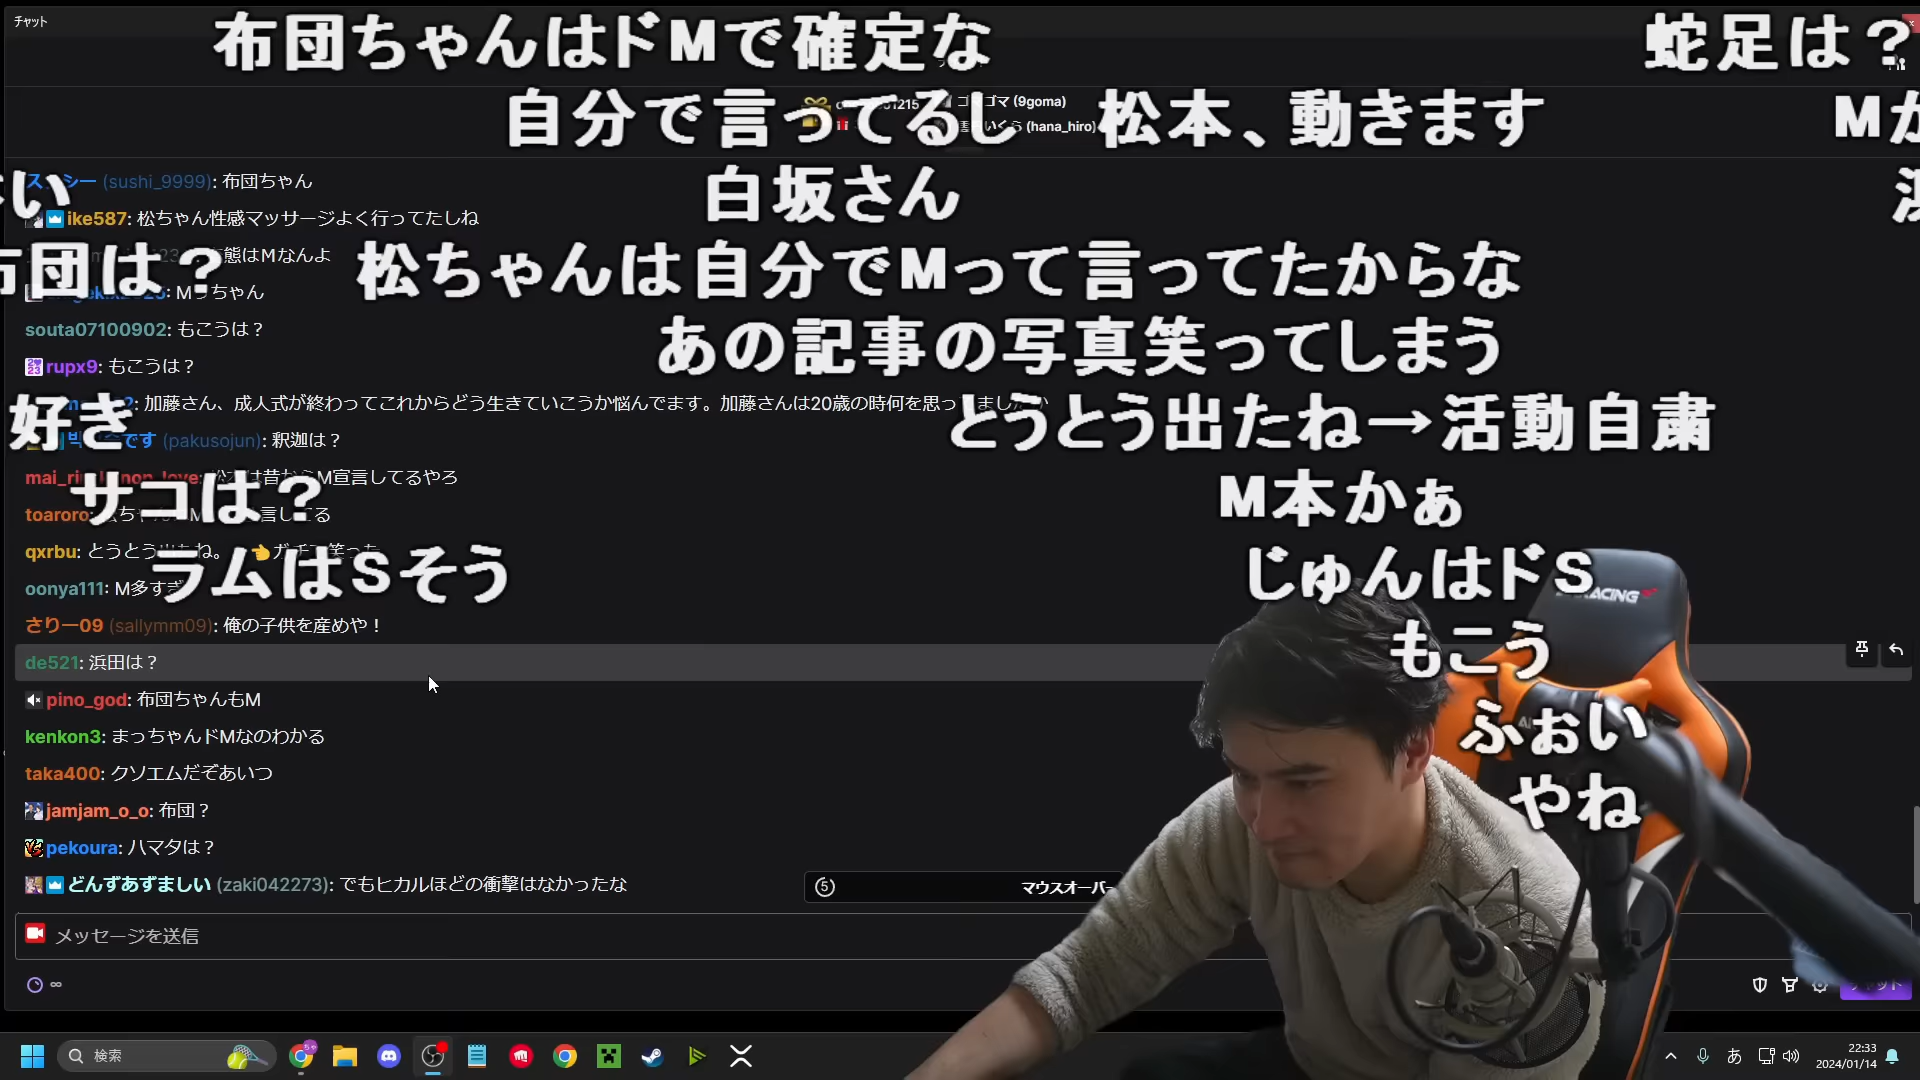 チャット
布団ちゃんはドMで確定な
蛇足は？
ゴマ (9goma)
自分で言ってるし
松本、動きます
いくら (hana_hiro)
(sushi_9999): 布団ちゃん
白坂さん
ike587: 松ちゃん性感マッサージよく行ってたしね
態はMなんよ
布団は？
松ちゃんは自分でMって言ってたからな
souta07100902: もこうは？
あの記事の写真笑ってしまう
rupx9: もこうは？
加藤さん、成人式が終わってこれからどう生きていこうか悩んでます。加藤さんは20歳の時何を思っ
好き
とうとう出たね→活動自粛
(pakusojun): 釈迦は？
M宣言してるやろ
サコは？
M本かぁ
toaroro:
qxrbu: とうとう
ラムはSそう
じゅんはドS
oonya111: M多すぎ
さりー09 (sallymm09): 俺の子供を産めや！
もこう
de521: 浜田は？
pino_god: 布団ちゃんもM
ふぉい
kenkon3: まっちゃんドMなのわかる
taka400: クソエムだぞあいつ
やね
jamjam_o_o: 布団？
pekoura: ハマタは？
どんずあずましい (zaki042273): でもヒカルほどの衝撃はなかったな
5
マウスオーバー
メッセージを送信
∞
チャット
検索
あ
22:33
2024/01/14